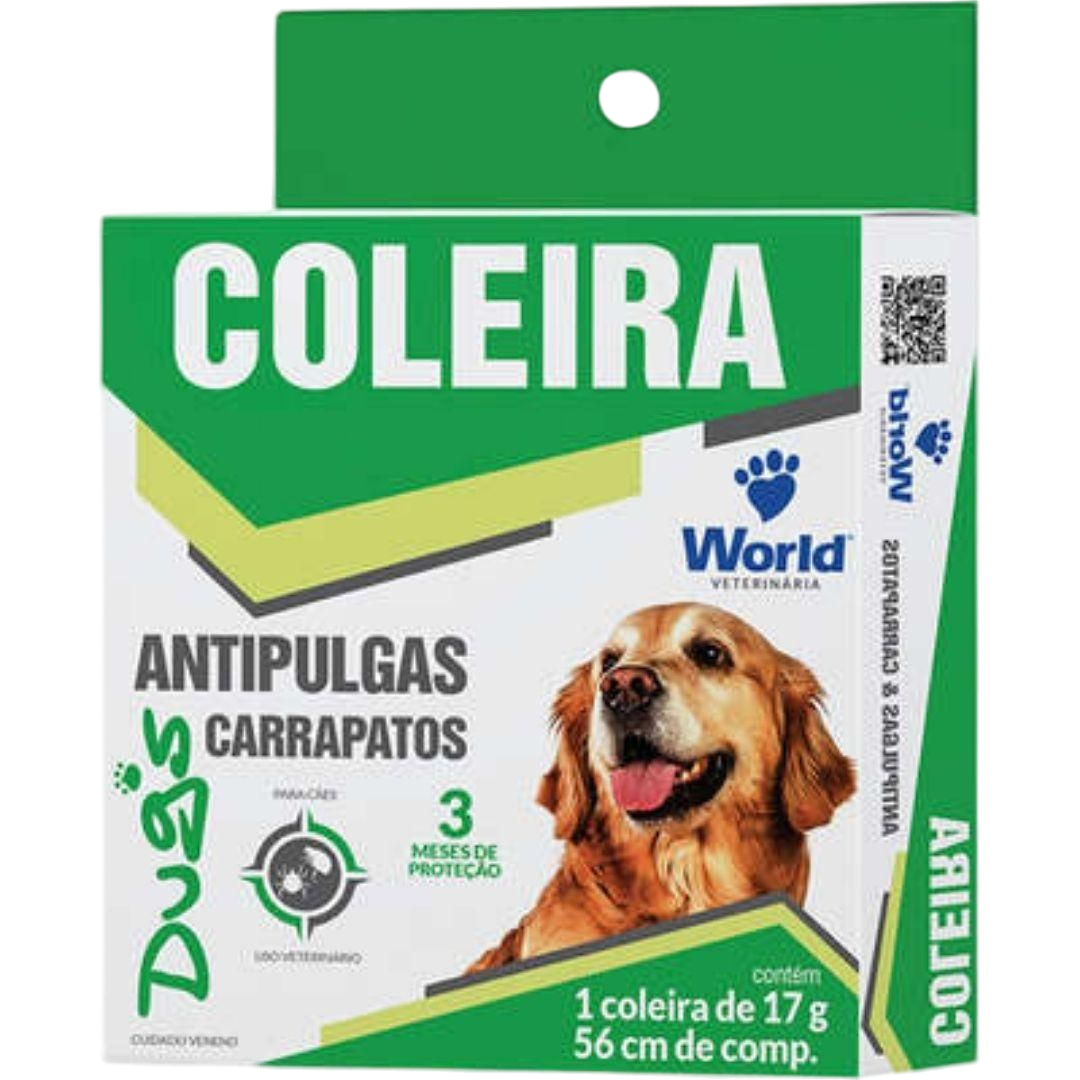 COLEIRA
World
VETERINÁRIA
ANTIPULGAS
CARRAPATOS
Dug's
PARA CÃES
3
MESES DE
PROTEÇÃO
USO VETERINÁRIO
CUIDADO VENENO
contém
1 coleira de 17 g
56 cm de comp.
World
ANTIPULGAS & CARRAPATOS
COLEIRA